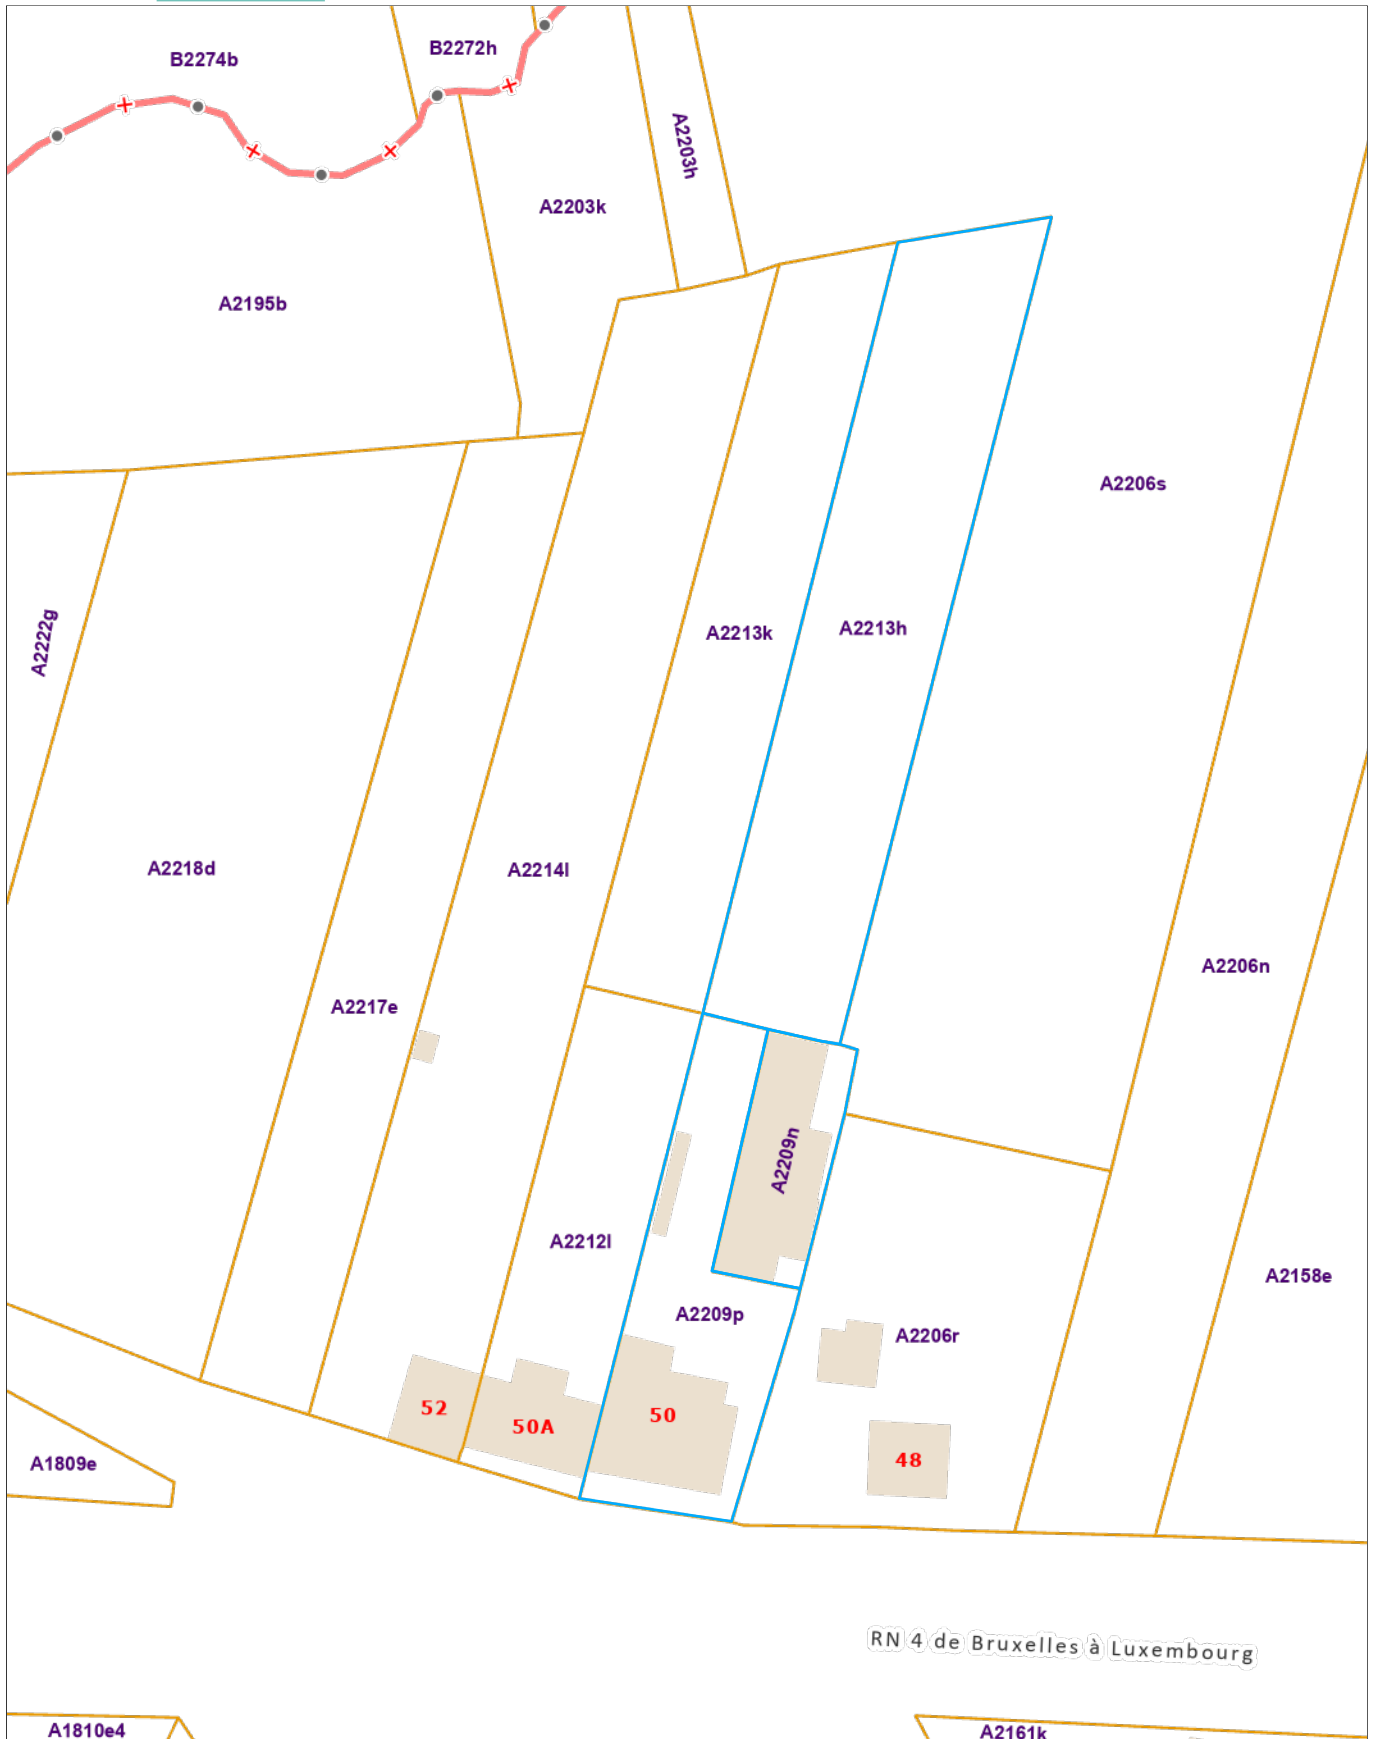 B2274b
B2272h
A2203h
A2203k
A2195b
A2206s
A2222g
A2213k
A2213h
A2218d
A2214l
A2206n
A2217e
A2209n
A2212l
A2158e
A2209p
A2206r
52
50A
50
48
A1809e
RN 4 de Bruxelles à Luxembourg
A1810e4
A2161k